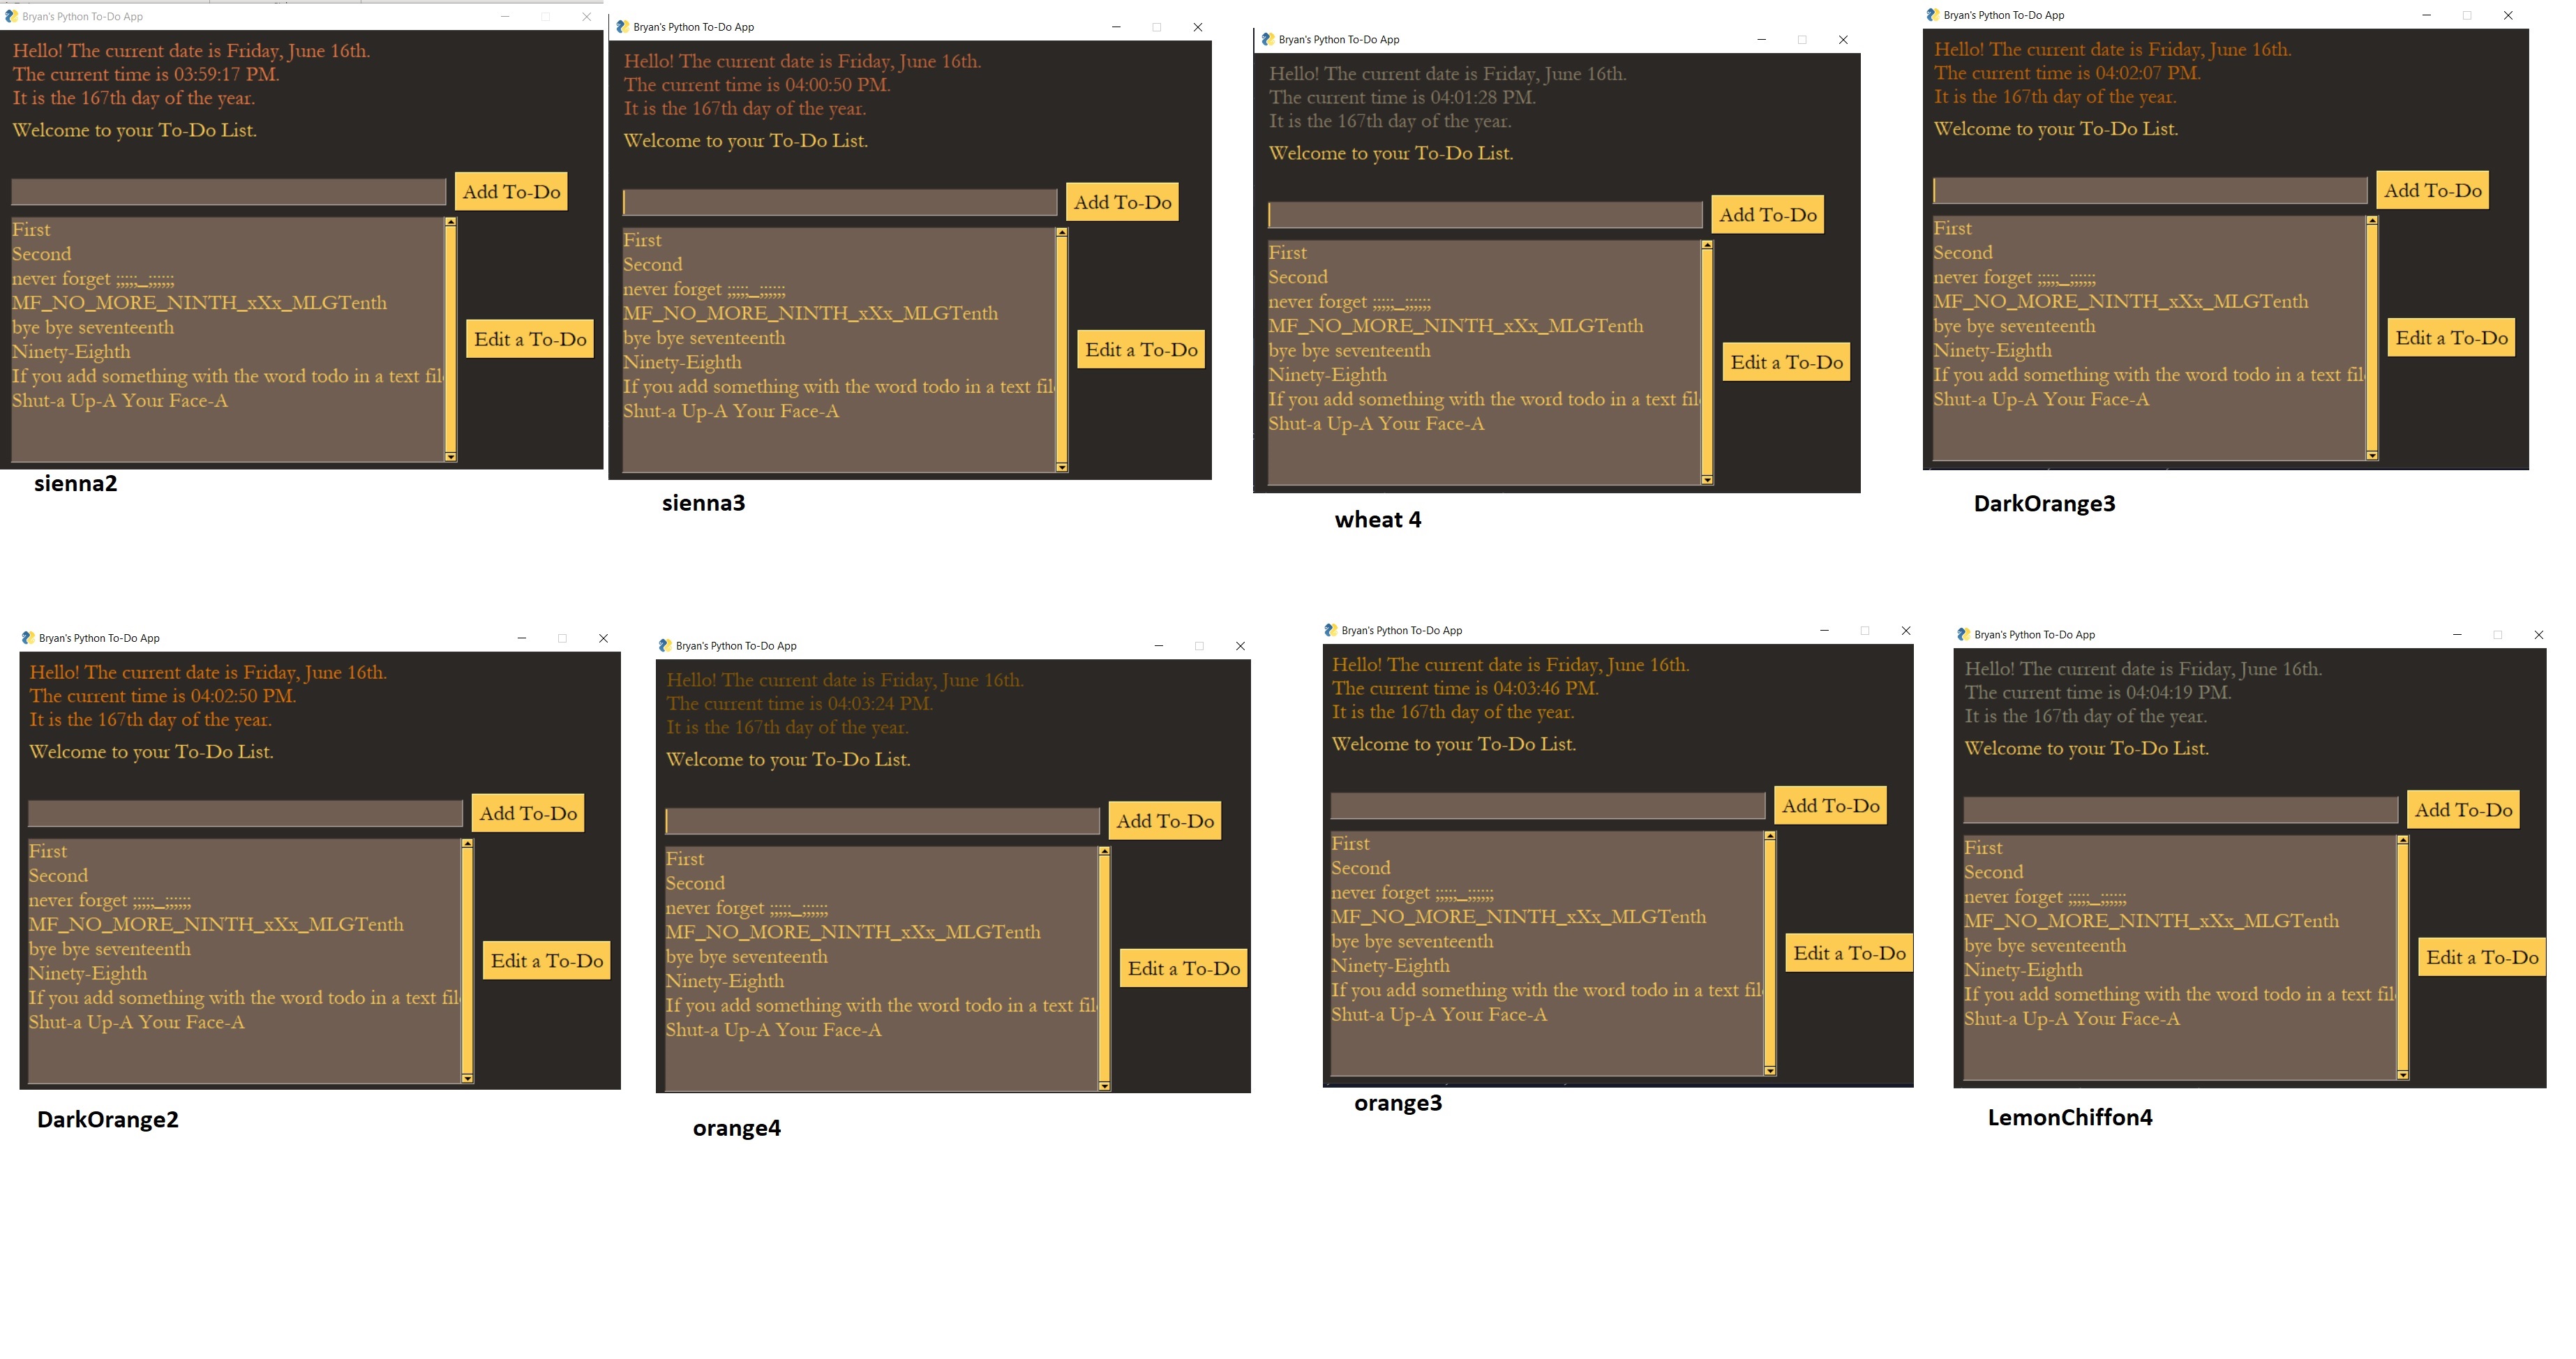 Bryan's Python To-Do App
Hello! The current date is Friday, June 16th.
The current time is 03:59:17 PM.
It is the 167th day of the year.
Welcome to your To-Do List.
Add To-Do
First
Second
never forget ;;;;;_;;;;;;
MF_NO_MORE_NINTH_xXx_MLGTenth
bye bye seventeenth
Ninety-Eighth
If you add something with the word todo in a text fil
Shut-a Up-A Your Face-A
Edit a To-Do
sienna2
Bryan's Python To-Do App
Hello! The current date is Friday, June 16th.
The current time is 04:00:50 PM.
It is the 167th day of the year.
Welcome to your To-Do List.
Add To-Do
First
Second
never forget ;;;;;_;;;;;;
MF_NO_MORE_NINTH_xXx_MLGTenth
bye bye seventeenth
Ninety-Eighth
If you add something with the word todo in a text fil
Shut-a Up-A Your Face-A
Edit a To-Do
sienna3
Bryan's Python To-Do App
Hello! The current date is Friday, June 16th.
The current time is 04:01:28 PM.
It is the 167th day of the year.
Welcome to your To-Do List.
Add To-Do
First
Second
never forget ;;;;;_;;;;;;
MF_NO_MORE_NINTH_xXx_MLGTenth
bye bye seventeenth
Ninety-Eighth
If you add something with the word todo in a text fil
Shut-a Up-A Your Face-A
Edit a To-Do
wheat 4
Bryan's Python To-Do App
Hello! The current date is Friday, June 16th.
The current time is 04:02:07 PM.
It is the 167th day of the year.
Welcome to your To-Do List.
Add To-Do
First
Second
never forget ;;;;;_;;;;;;
MF_NO_MORE_NINTH_xXx_MLGTenth
bye bye seventeenth
Ninety-Eighth
If you add something with the word todo in a text fil
Shut-a Up-A Your Face-A
Edit a To-Do
DarkOrange3
Bryan's Python To-Do App
Hello! The current date is Friday, June 16th.
The current time is 04:02:50 PM.
It is the 167th day of the year.
Welcome to your To-Do List.
Add To-Do
First
Second
never forget ;;;;;_;;;;;;
MF_NO_MORE_NINTH_xXx_MLGTenth
bye bye seventeenth
Ninety-Eighth
If you add something with the word todo in a text fil
Shut-a Up-A Your Face-A
Edit a To-Do
DarkOrange2
Bryan's Python To-Do App
Hello! The current date is Friday, June 16th.
The current time is 04:03:24 PM.
It is the 167th day of the year.
Welcome to your To-Do List.
Add To-Do
First
Second
never forget ;;;;;_;;;;;;
MF_NO_MORE_NINTH_xXx_MLGTenth
bye bye seventeenth
Ninety-Eighth
If you add something with the word todo in a text fil
Shut-a Up-A Your Face-A
Edit a To-Do
orange4
Bryan's Python To-Do App
Hello! The current date is Friday, June 16th.
The current time is 04:03:46 PM.
It is the 167th day of the year.
Welcome to your To-Do List.
Add To-Do
First
Second
never forget ;;;;;_;;;;;;
MF_NO_MORE_NINTH_xXx_MLGTenth
bye bye seventeenth
Ninety-Eighth
If you add something with the word todo in a text fil
Shut-a Up-A Your Face-A
Edit a To-Do
orange3
Bryan's Python To-Do App
Hello! The current date is Friday, June 16th.
The current time is 04:04:19 PM.
It is the 167th day of the year.
Welcome to your To-Do List.
Add To-Do
First
Second
never forget ;;;;;_;;;;;;
MF_NO_MORE_NINTH_xXx_MLGTenth
bye bye seventeenth
Ninety-Eighth
If you add something with the word todo in a text fil
Shut-a Up-A Your Face-A
Edit a To-Do
LemonChiffon4